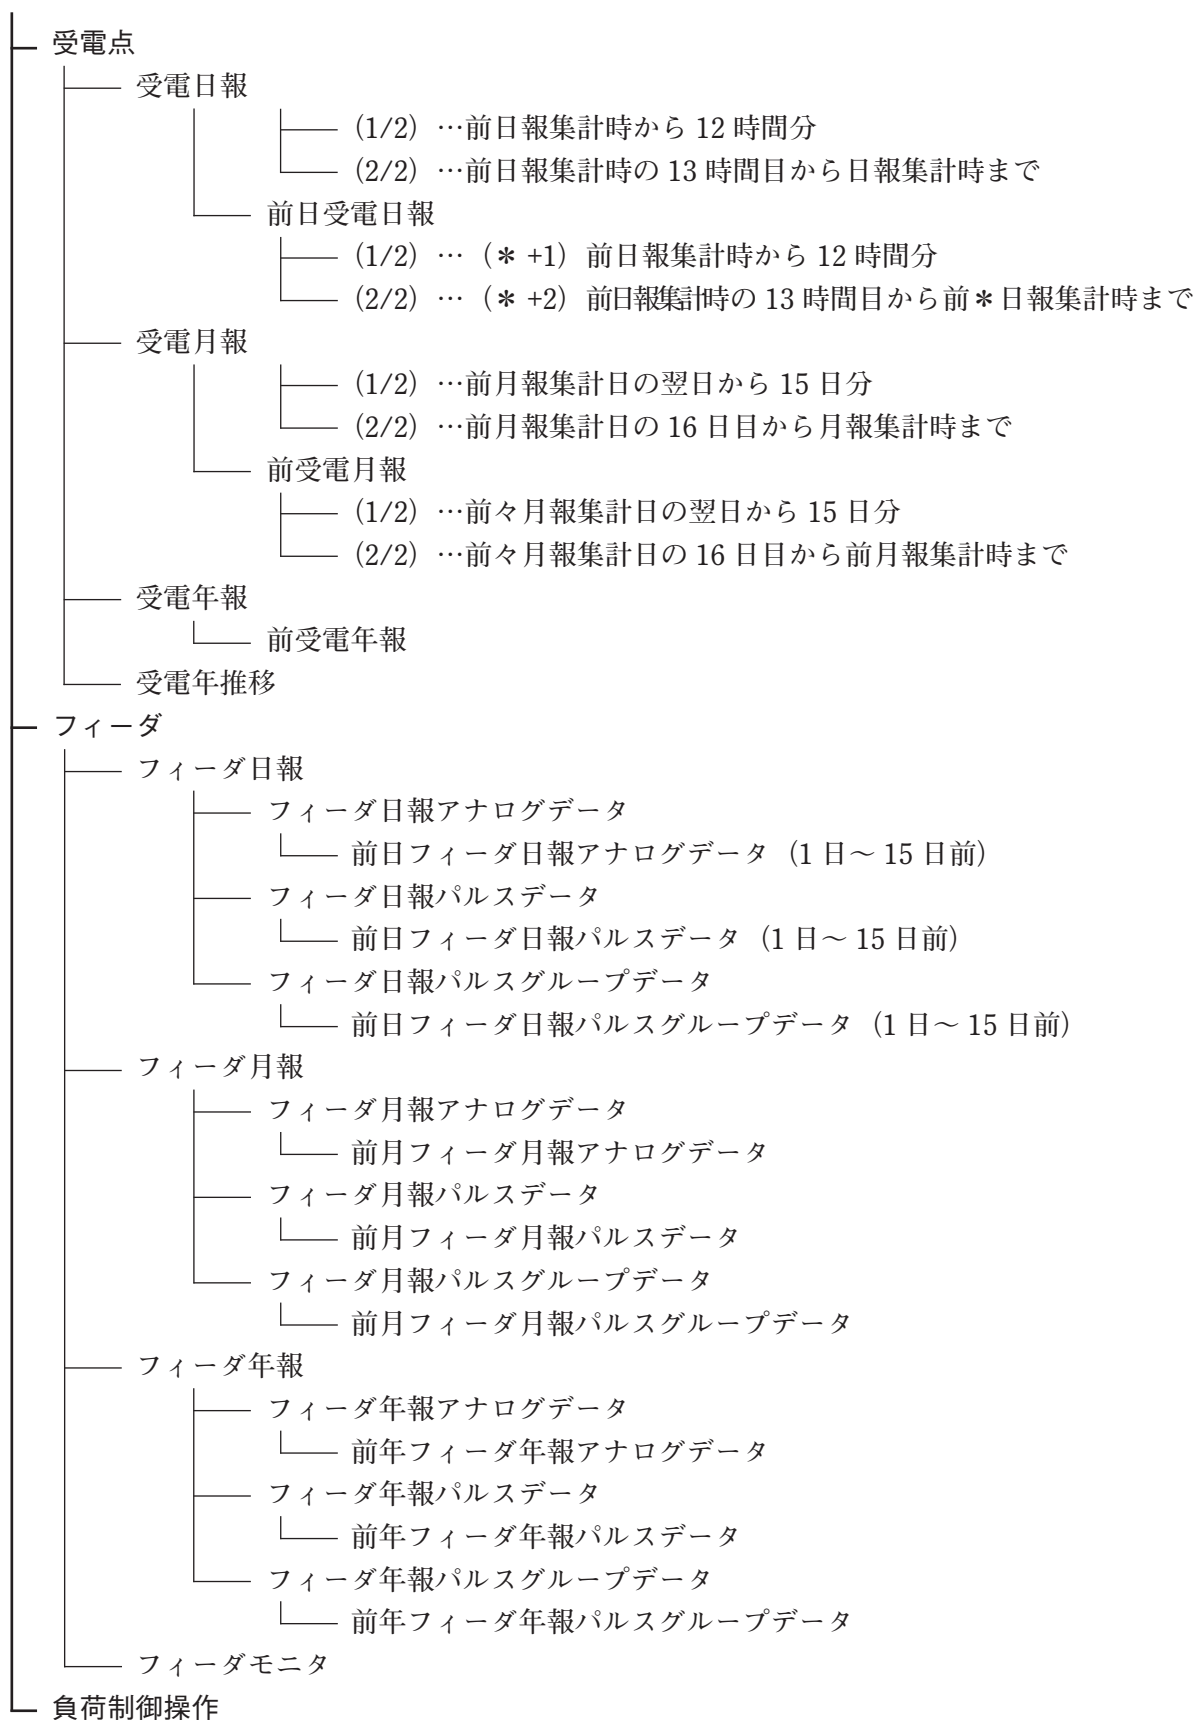 受電点
受電日報
(1/2) …前日報集計時から 12 時間分
(2/2) …前日報集計時の 13 時間目から日報集計時まで
前日受電日報
(1/2) … (＊ +1) 前日報集計時から 12 時間分
(2/2) … (＊ +2) 前日報集計時の 13 時間目から前＊日報集計時まで
受電月報
(1/2) …前月報集計日の翌日から 15 日分
(2/2) …前月報集計日の 16 日目から月報集計時まで
前受電月報
(1/2) …前々月報集計日の翌日から 15 日分
(2/2) …前々月報集計日の 16 日目から前月報集計時まで
受電年報
前受電年報
受電年推移
フィーダ
フィーダ日報
フィーダ日報アナログデータ
前日フィーダ日報アナログデータ (1 日～ 15 日前)
フィーダ日報パルスデータ
前日フィーダ日報パルスデータ (1 日～ 15 日前)
フィーダ日報パルスグループデータ
前日フィーダ日報パルスグループデータ (1 日～ 15 日前)
フィーダ月報
フィーダ月報アナログデータ
前月フィーダ月報アナログデータ
フィーダ月報パルスデータ
前月フィーダ月報パルスデータ
フィーダ月報パルスグループデータ
前月フィーダ月報パルスグループデータ
フィーダ年報
フィーダ年報アナログデータ
前年フィーダ年報アナログデータ
フィーダ年報パルスデータ
前年フィーダ年報パルスデータ
フィーダ年報パルスグループデータ
前年フィーダ年報パルスグループデータ
フィーダモニタ
負荷制御操作